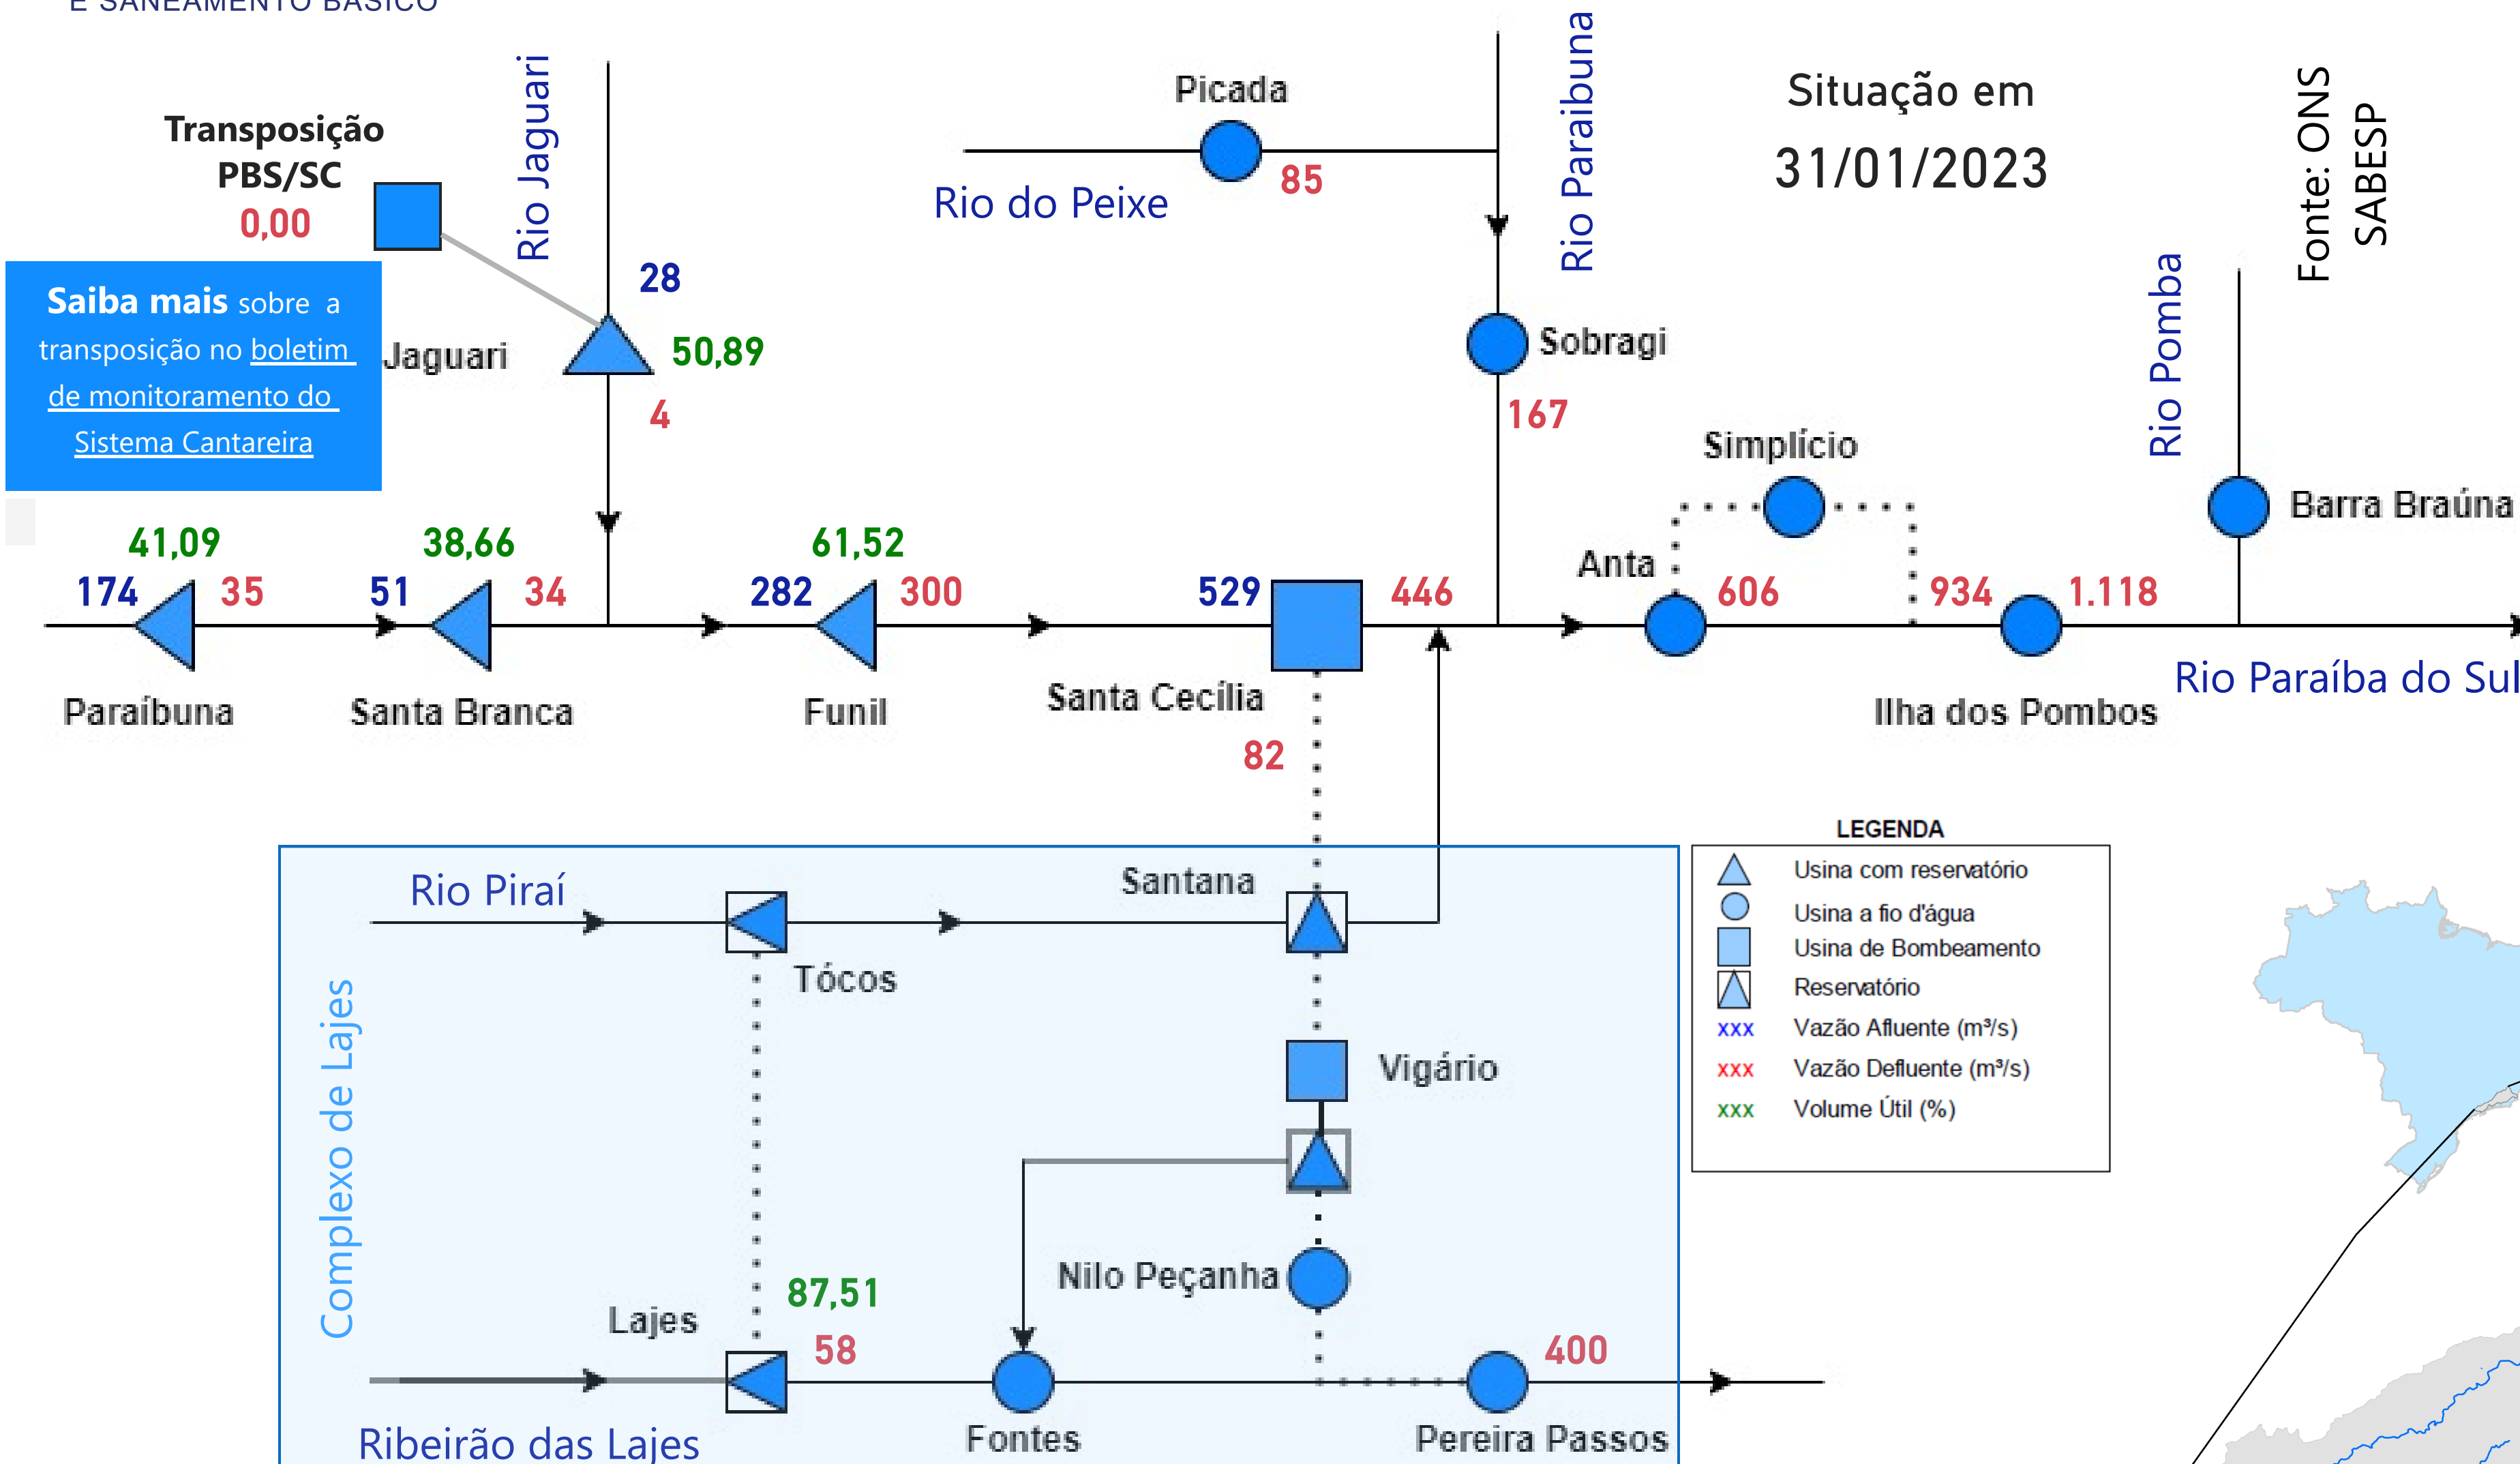 E SANEAMENTO BÁSICO
Transposição
PBS/SC
0,00
Rio Jaguari
Picada
85
Rio do Peixe
Rio Paraibuna
Situação em
31/01/2023
Fonte: ONS
SABESP
Saiba mais sobre a
transposição no boletim
de monitoramento do
Sistema Cantareira
28
Jaguari
50,89
4
Sobragi
167
Simplício
Rio Pomba
Barra Braúna
41,09
174
35
Paraíbuna
38,66
51
34
Santa Branca
61,52
282
300
Funil
529
446
Santa Cecília
82
Anta
606
934
1.118
Ilha dos Pombos
Rio Paraíba do Sul
Complexo de Lajes
Rio Piraí
Tócos
Santana
Vigário
Nilo Peçanha
Lajes
87,51
58
400
Ribeirão das Lajes
Fontes
Pereira Passos
LEGENDA
Usina com reservatório
Usina a fio d'água
Usina de Bombeamento
Reservatório
xxx Vazão Afluente (m³/s)
xxx Vazão Defluente (m³/s)
xxx Volume Útil (%)